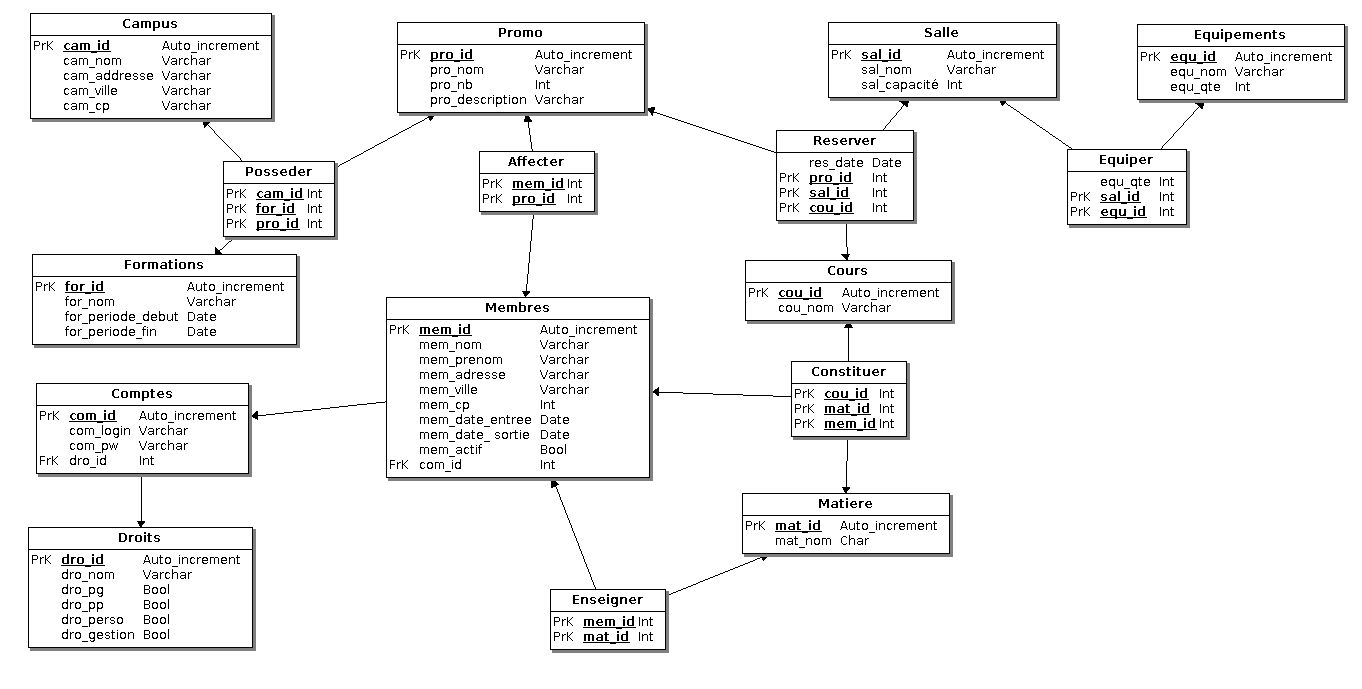 Campus
PrK cam_id Auto_increment
cam_nom Varchar
cam_addresse Varchar
cam_ville Varchar
cam_cp Varchar
Promo
PrK pro_id Auto_increment
pro_nom Varchar
pro_nb Int
pro_description Varchar
Salle
PrK sal_id Auto_increment
sal_nom Varchar
sal_capacité Int
Equipements
PrK equ_id Auto_increment
equ_nom Varchar
equ_qte Int
Posseder
PrK cam_id Int
PrK for_id Int
PrK pro_id Int
Affecter
PrK mem_id Int
PrK pro_id Int
Reserver
res_date Date
PrK pro_id Int
PrK sal_id Int
PrK cou_id Int
Equiper
equ_qte Int
PrK sal_id Int
PrK equ_id Int
Formations
PrK for_id Auto_increment
for_nom Varchar
for_periode_debut Date
for_periode_fin Date
Membres
PrK mem_id Auto_increment
mem_nom Varchar
mem_prenom Varchar
mem_adresse Varchar
mem_ville Varchar
mem_cp Int
mem_date_entree Date
mem_date_ sortie Date
mem_actif Bool
FrK com_id Int
Cours
PrK cou_id Auto_increment
cou_nom Varchar
Comptes
PrK com_id Auto_increment
com_login Varchar
com_pw Varchar
FrK dro_id Int
Constituer
PrK cou_id Int
PrK mat_id Int
PrK mem_id Int
Droits
PrK dro_id Auto_increment
dro_nom Varchar
dro_pg Bool
dro_pp Bool
dro_perso Bool
dro_gestion Bool
Matiere
PrK mat_id Auto_increment
mat_nom Char
Enseigner
PrK mem_id Int
PrK mat_id Int